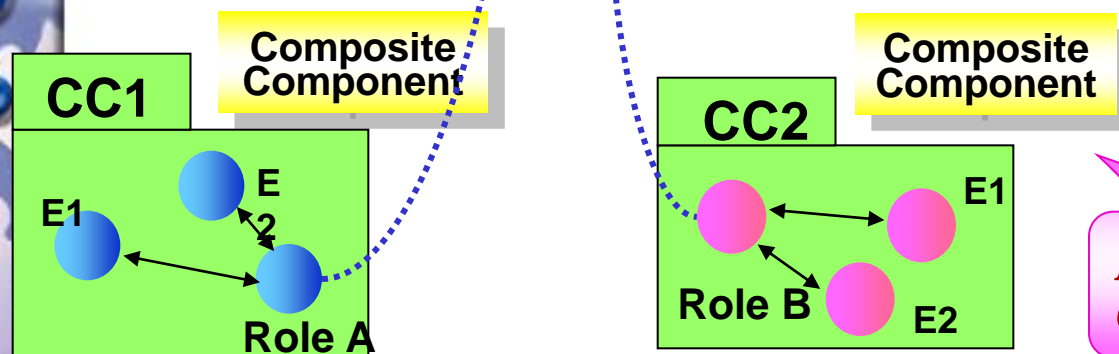 Composite
Component
CC1
E
2
E1
Role A
Composite
Component
CC2
E1
Role B
E2